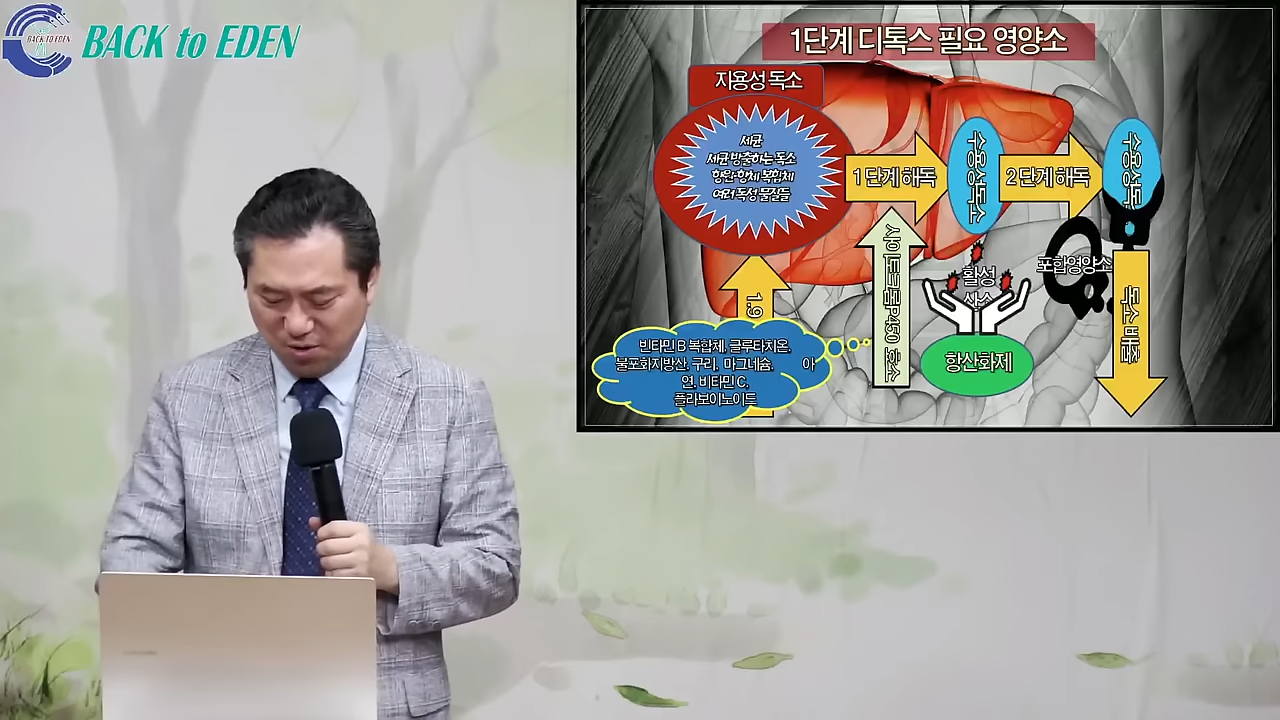 BACK TO EDEN
BACK to EDEN
1단계 디톡스 필요 영양소
지용성 독소
세균
세균 방출하는 독소
항원-항체 복합체
여러 독성 물질들
1단계 해독
수용성독소
2단계 해독
수용성독
사이토크롬P450 효소
활성
산소
포합영양소
항산화제
독소배출
1.9
비타민 B 복합체, 글루타치온,
불포화지방산, 구리, 마그네슘, 아
연, 비타민 C,
플라보이노이드